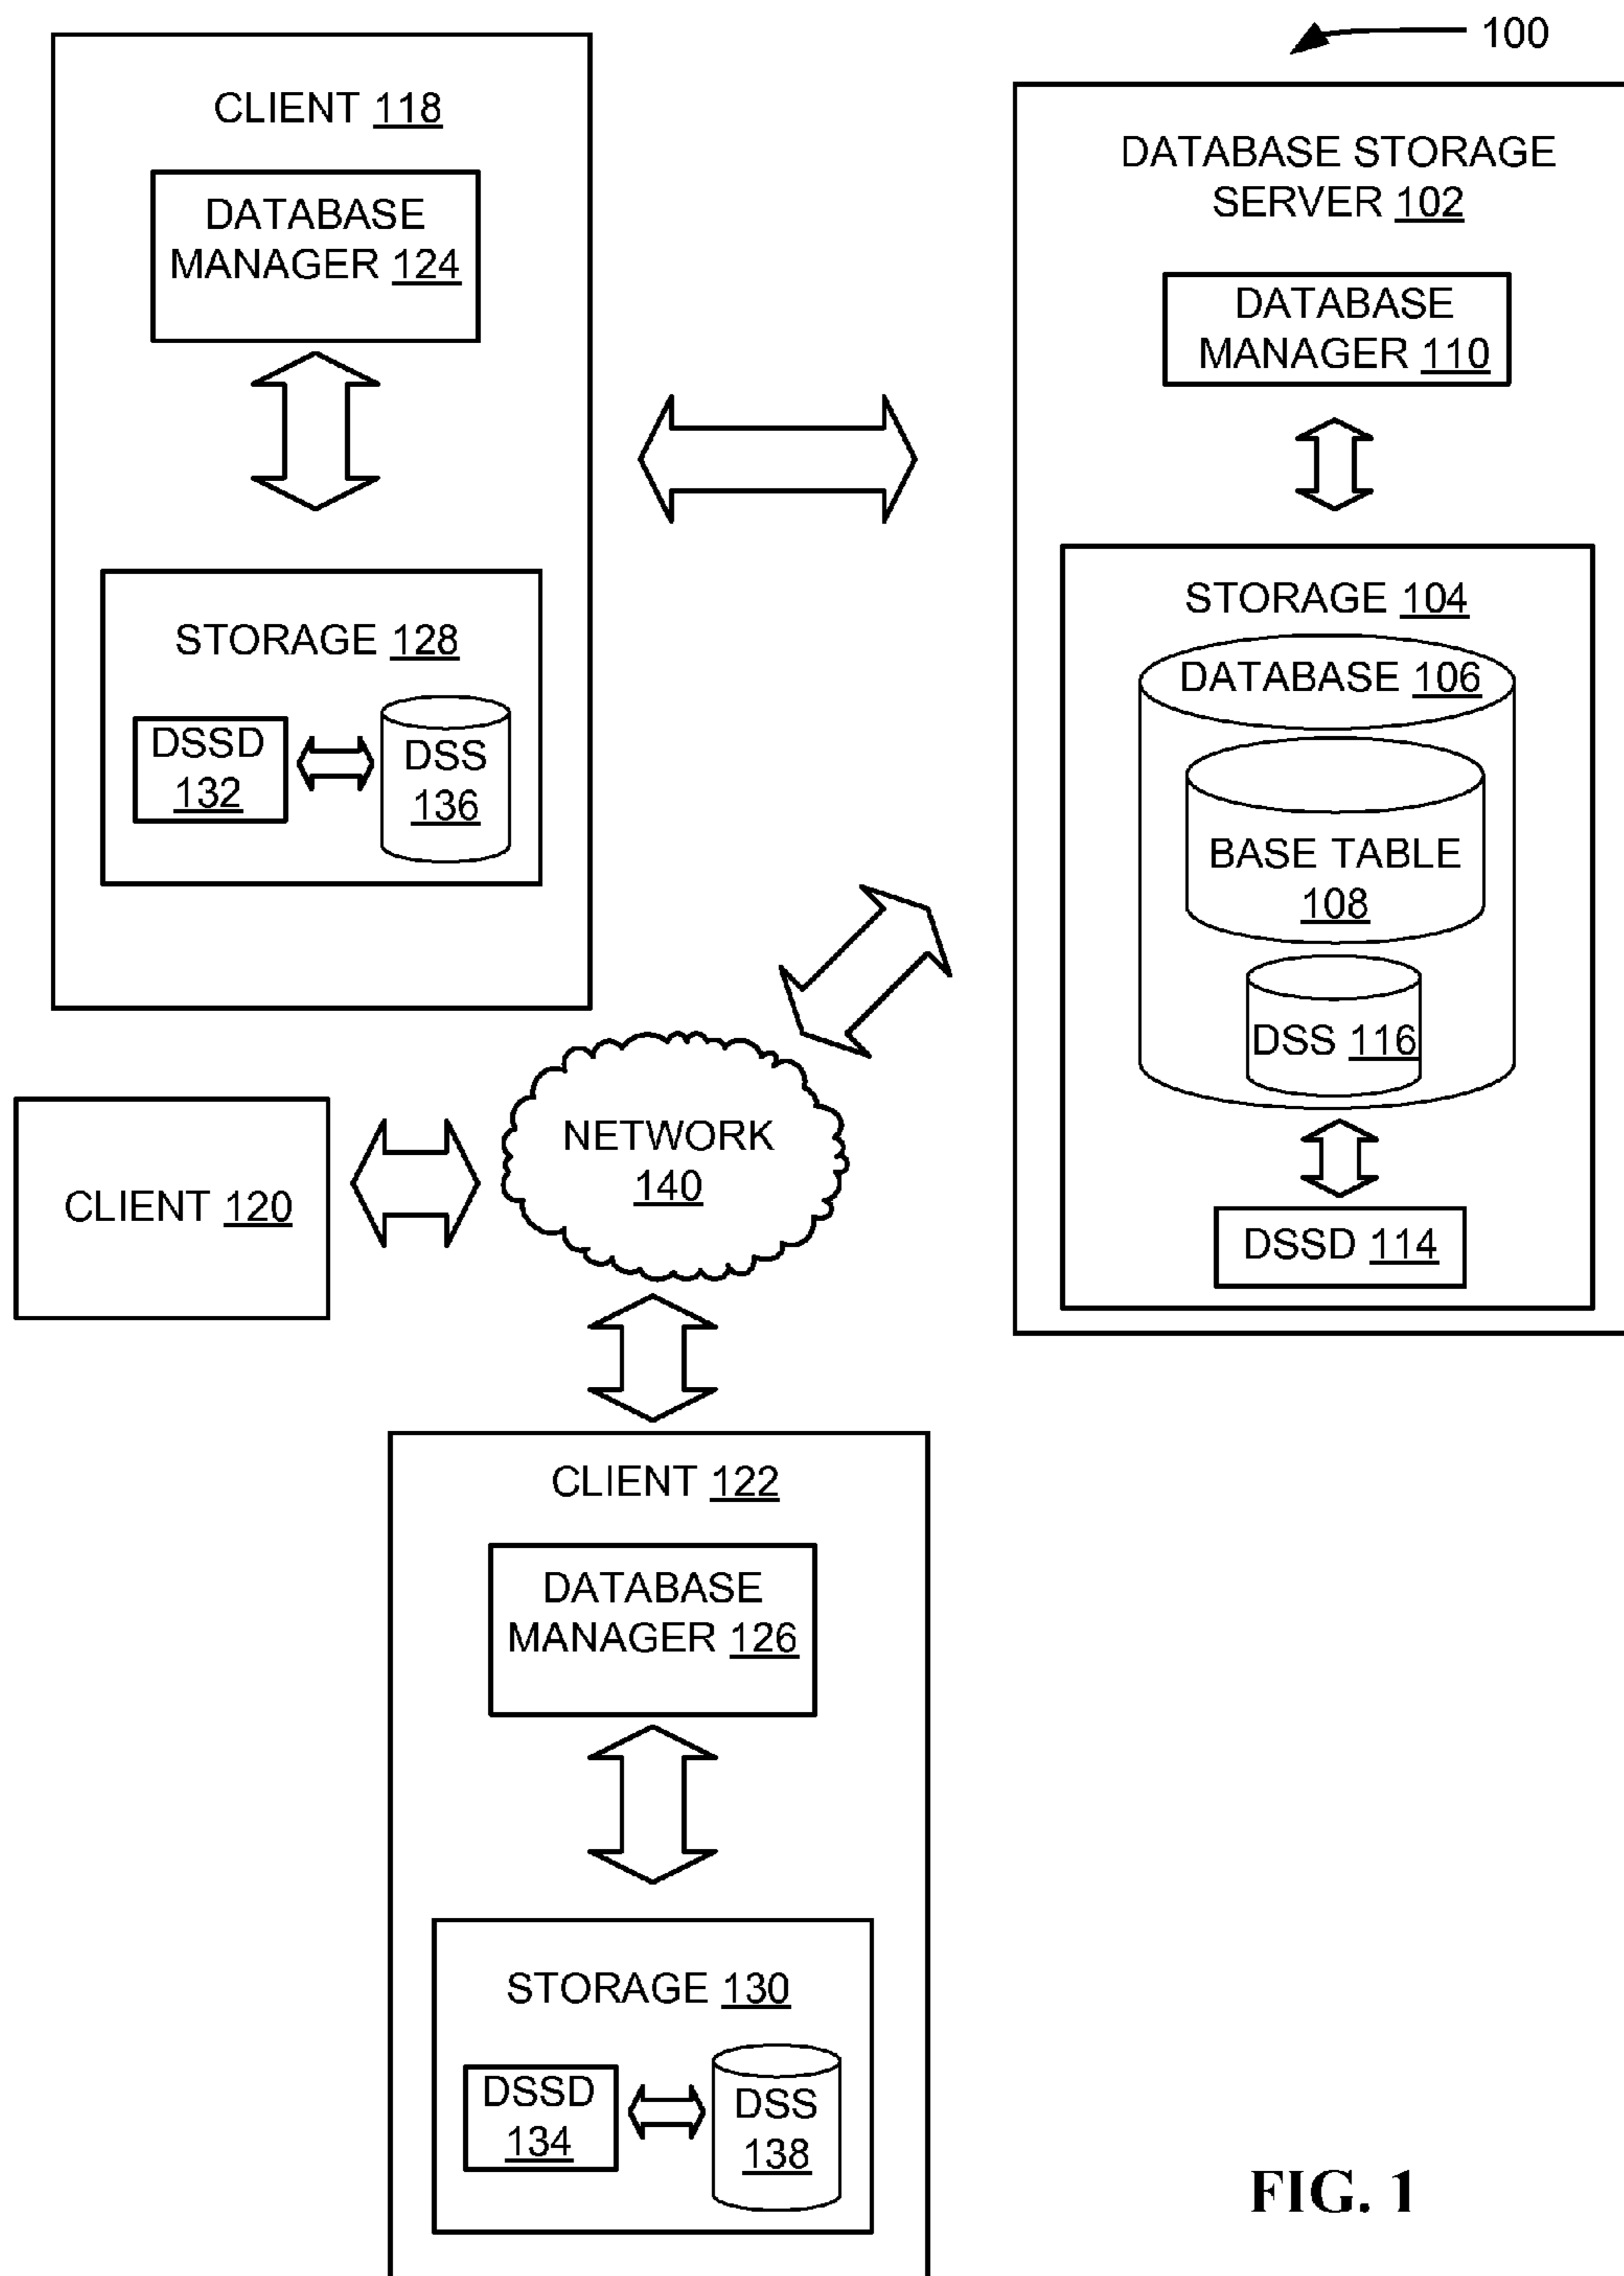 100
CLIENT 118
DATABASE
MANAGER 124
STORAGE 128
DSSD
132
DSS
136
DATABASE STORAGE
SERVER 102
DATABASE
MANAGER 110
STORAGE 104
DATABASE 106
BASE TABLE
108
DSS 116
DSSD 114
CLIENT 120
NETWORK
140
CLIENT 122
DATABASE
MANAGER 126
STORAGE 130
DSSD
134
DSS
138
FIG. 1